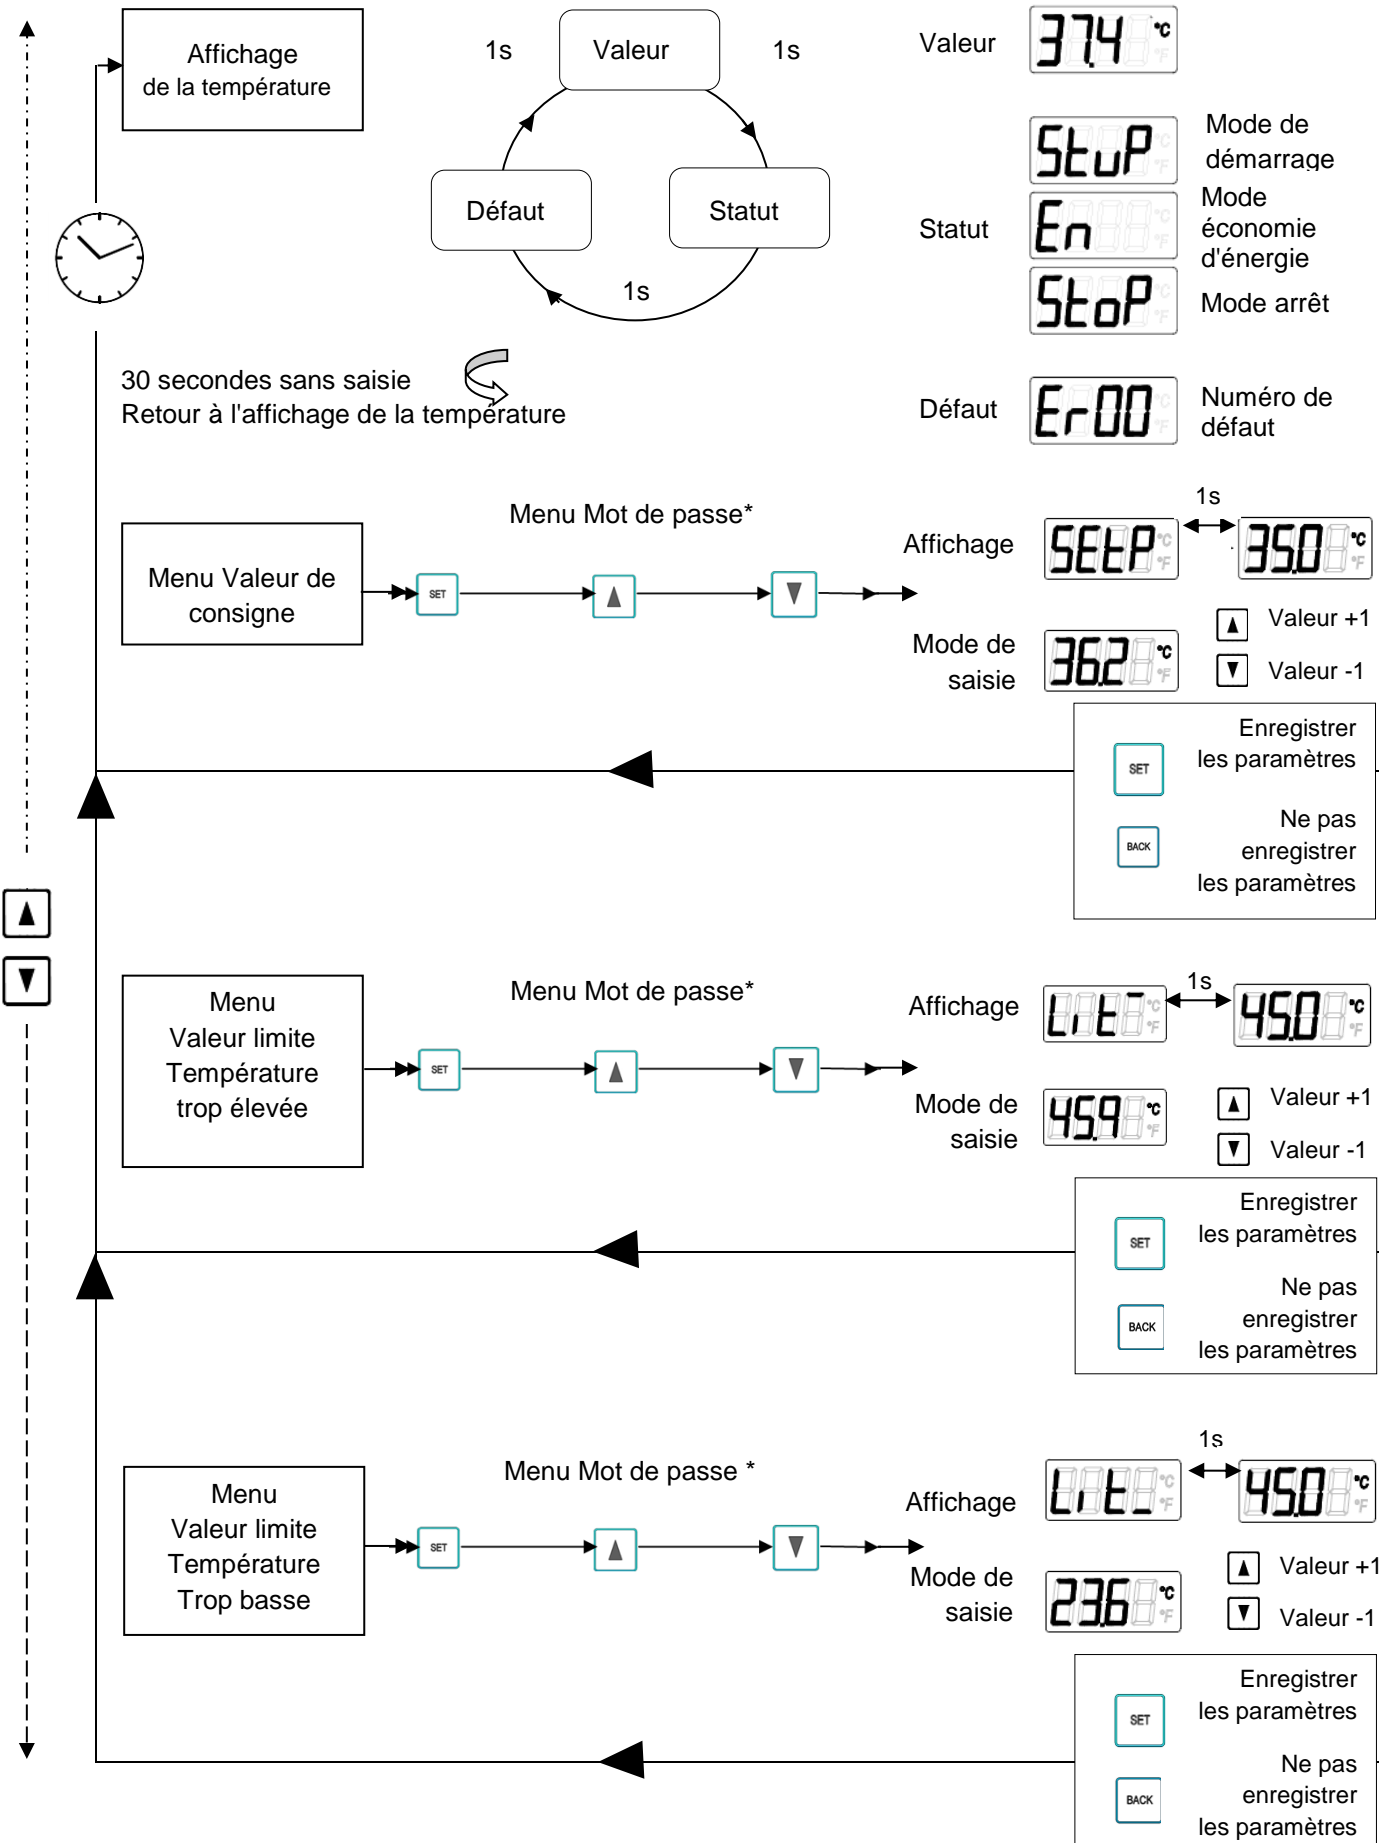 Affichage
de la température
1s
Valeur
1s
Défaut
Statut
1s
Valeur
37.4 °C °F
Statut
StuP °C °F
Mode de
démarrage
En °C °F
Mode
économie
d'énergie
StoP °C °F
Mode arrêt
Défaut
Er00 °C °F
Numéro de
défaut
30 secondes sans saisie
Retour à l'affichage de la température
Menu Valeur de
consigne
Menu Mot de passe*
SET
Affichage
SEtP °C °F
1s
35.0 °C °F
Mode de
saisie
36.2 °C °F
Valeur +1
Valeur -1
SET
Enregistrer
les paramètres
BACK
Ne pas
enregistrer
les paramètres
Menu
Valeur limite
Température
trop élevée
Menu Mot de passe*
SET
Affichage
Lit¯ °C °F
1s
45.0 °C °F
Mode de
saisie
45.9 °C °F
Valeur +1
Valeur -1
SET
Enregistrer
les paramètres
BACK
Ne pas
enregistrer
les paramètres
Menu
Valeur limite
Température
Trop basse
Menu Mot de passe *
SET
Affichage
Lit_ °C °F
1s
45.0 °C °F
Mode de
saisie
23.6 °C °F
Valeur +1
Valeur -1
SET
Enregistrer
les paramètres
BACK
Ne pas
enregistrer
les paramètres